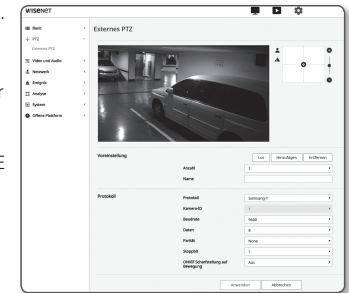 WISENET
Basic
PTZ
Externes PTZ
Video und Audio
Netzwerk
Ereignis
Analyse
System
Offene Plattform
Externes PTZ
Voreinstellung
Los
Hinzufügen
Entfernen
Anzahl
1:
Name
Protokoll
Protokoll
Samsung-T
Kamera-ID
1
Baudrate
9600
Daten
8
Parität
None
Stoppbit
1
ONVIF Scharfstellung auf
Bewegung
Aus
Anwenden
Abbrechen
r
E